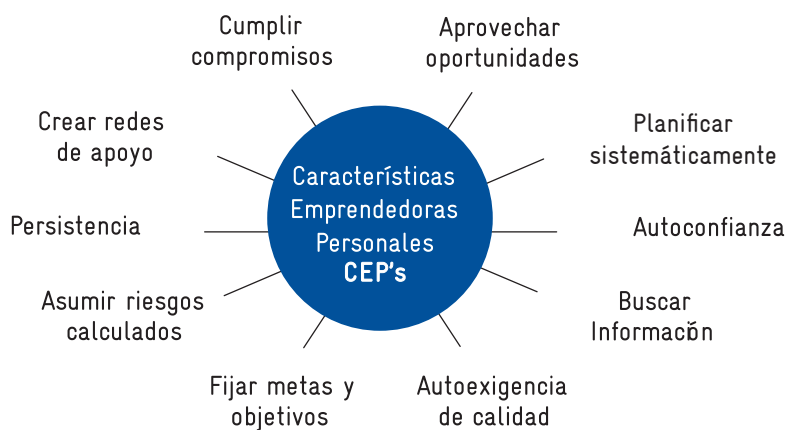 Cumplir
compromisos
Aprovechar
oportunidades
Crear redes
de apoyo
Planificar
sistemáticamente
Características
Emprendedoras
Personales
CEP's
Persistencia
Autoconfianza
Asumir riesgos
calculados
Buscar
Información
Fijar metas y
objetivos
Autoexigencia
de calidad